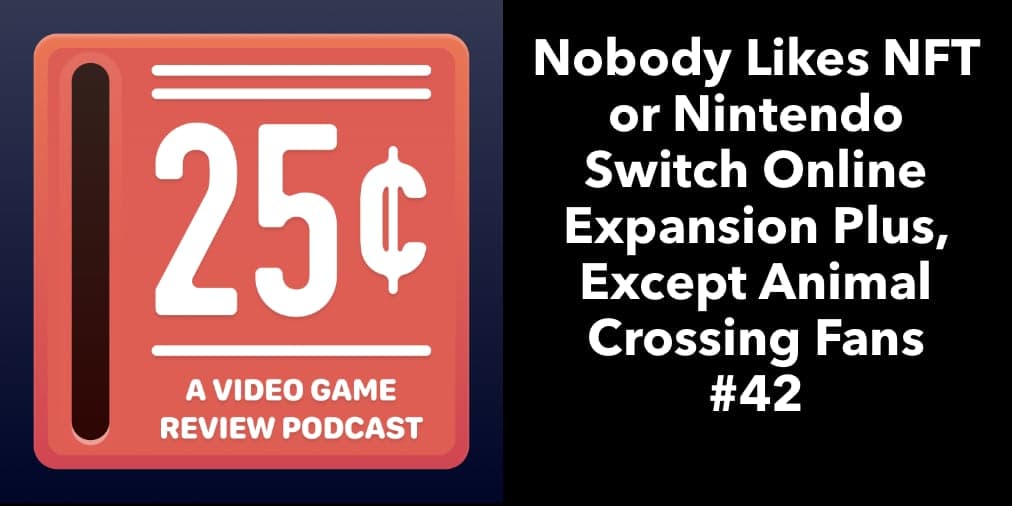 25¢
A VIDEO GAME
REVIEW PODCAST
Nobody Likes NFT
or Nintendo
Switch Online
Expansion Plus,
Except Animal
Crossing Fans
#42